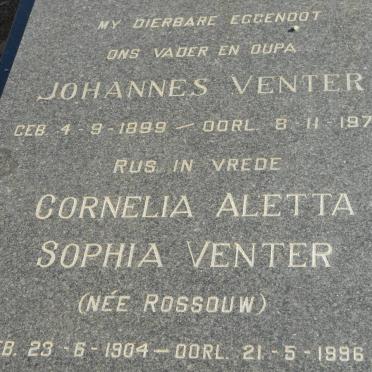 MY DIERBARE EGGENOOT
ONS VADER EN OUPA
JOHANNES VENTER
GEB. 4-9-1899 — OORL. 8-11-197
RUS IN VREDE
CORNELIA ALETTA
SOPHIA VENTER
(NÉE ROSSOUW)
EB. 23-6-1904 — OORL. 21-5-1996